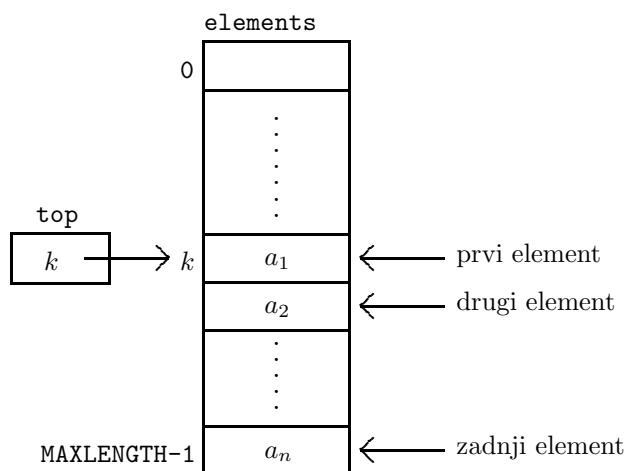 elements
0
top
k
k
a₁
prvi element
a₂
drugi element
MAXLENGTH-1
aₙ
zadnji element